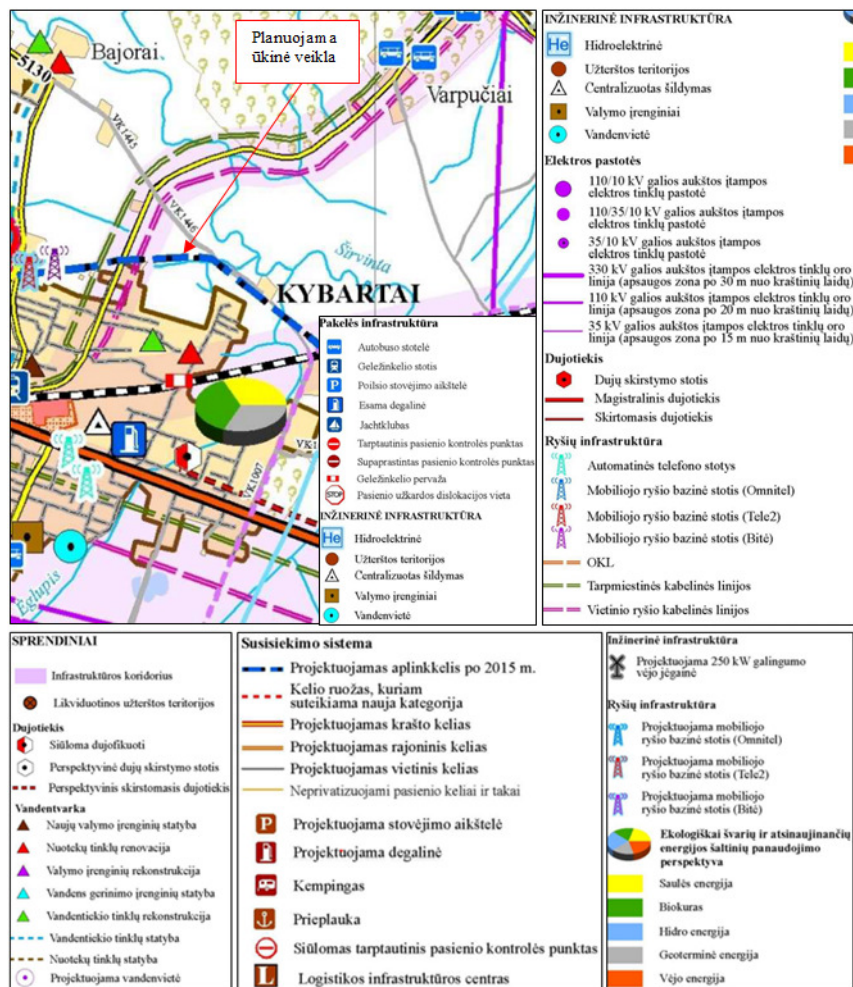 Planuojama
ūkinė veikla
Bajorai
5130
Varpučiai
VK1445
VK1446
Širvinta
KYBARTAI
VK1
VK1007
Ėglupis
Pakelės infrastruktūra
Autobuso stotelė
Geležinkelio stotis
Poilsio stovėjimo aikštelė
Esama degalinė
Jachtklubas
Tarptautinis pasienio kontrolės punktas
Supaprastintas pasienio kontrolės punktas
Geležinkelio pervaža
STOP Pasienio užkardos dislokacijos vieta
INŽINERINĖ INFRASTRUKTŪRA
He Hidroelektrinė
Užterštos teritorijos
Centralizuotas šildymas
Valymo įrenginiai
Vandenvietė
INŽINERINĖ INFRASTRUKTŪRA
He Hidroelektrinė
Užterštos teritorijos
Centralizuotas šildymas
Valymo įrenginiai
Vandenvietė
Elektros pastotės
110/10 kV galios aukštos įtampos
elektros tinklų pastotė
110/35/10 kV galios aukštos įtampos
elektros tinklų pastotė
35/10 kV galios aukštos įtampos
elektros tinklų pastotė
330 kV galios aukštos įtampos elektros tinklų oro
linija (apsaugos zona po 30 m nuo kraštinių laidų)
110 kV galios aukštos įtampos elektros tinklų oro
linija (apsaugos zona po 20 m nuo kraštinių laidų)
35 kV galios aukštos įtampos elektros tinklų oro
linija (apsaugos zona po 15 m nuo kraštinių laidų)
Dujotiekis
Dujų skirstymo stotis
Magistralinis dujotiekis
Skirtomasis dujotiekis
Ryšių infrastruktūra
Automatinės telefono stotys
Mobiliojo ryšio bazinė stotis (Omnitel)
Mobiliojo ryšio bazinė stotis (Tele2)
Mobiliojo ryšio bazinė stotis (Bitė)
OKL
Tarpmiestinės kabelinės linijos
Vietinio ryšio kabelinės linijos
SPRENDINIAI
Infrastruktūros koridorius
Likviduotinos užterštos teritorijos
Dujotiekis
Siūloma dujofikuoti
Perspektyvinė dujų skirstymo stotis
Perspektyvinis skirstomasis dujotiekis
Vandentvarka
Naujų valymo įrenginių statyba
Nuotekų tinklų renovacija
Valymo įrenginių rekonstrukcija
Vandens gerinimo įrenginių statyba
Vandentiekio tinklų rekonstrukcija
Vandentiekio tinklų statyba
Nuotekų tinklų statyba
Projektuojama vandenvietė
Susisiekimo sistema
Projektuojamas aplinkkelis po 2015 m.
Kelio ruožas, kuriam
suteikiama nauja kategorija
Projektuojamas krašto kelias
Projektuojamas rajoninis kelias
Projektuojamas vietinis kelias
Neprivatizuojami pasienio keliai ir takai
P Projektuojama stovėjimo aikštelė
Projektuojama degalinė
Kempingas
Prieplauka
Siūlomas tarptautinis pasienio kontrolės punktas
L Logistikos infrastruktūros centras
Inžinerinė infrastruktūra
Projektuojama 250 kW galingumo
vėjo jėgainė
Ryšių infrastruktūra
Projektuojama mobiliojo
ryšio bazinė stotis (Omnitel)
Projektuojama mobiliojo
ryšio bazinė stotis (Tele2)
Projektuojama mobiliojo
ryšio bazinė stotis (Bitė)
Ekologiškai švarių ir atsinaujinančių
energijos šaltinių panaudojimo
perspektyva
Saulės energija
Biokuras
Hidro energija
Geoterminė energija
Vėjo energija